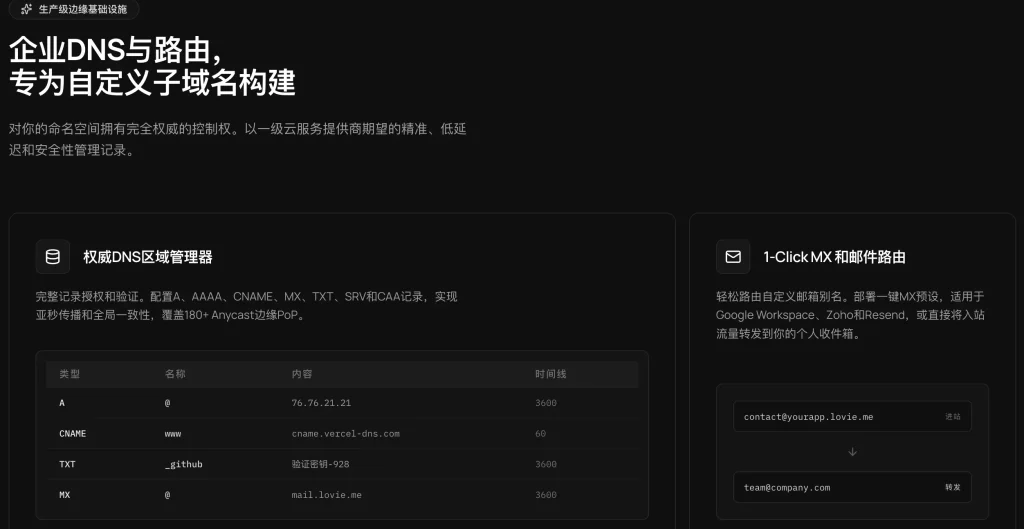 生产级边缘基础设施
企业DNS与路由，
专为自定义子域名构建
对你的命名空间拥有完全权威的控制权。以一级云服务提供商期望的精准、低延
迟和安全性管理记录。
权威DNS区域管理器
完整记录授权和验证。配置A、AAAA、CNAME、MX、TXT、SRV和CAA记录，实现
亚秒传播和全局一致性，覆盖180+ Anycast边缘PoP。
类型 名称 内容 时间线
A @ 76.76.21.21 3600
CNAME www cname.vercel-dns.com 60
TXT _github 验证密钥-928 3600
MX @ mail.lovie.me 3600
1-Click MX 和邮件路由
轻松路由自定义邮箱别名。部署一键MX预设，适用于
Google Workspace、Zoho和Resend，或直接将入站
流量转发到你的个人收件箱。
contact@yourapp.lovie.me 进站
team@company.com 转发